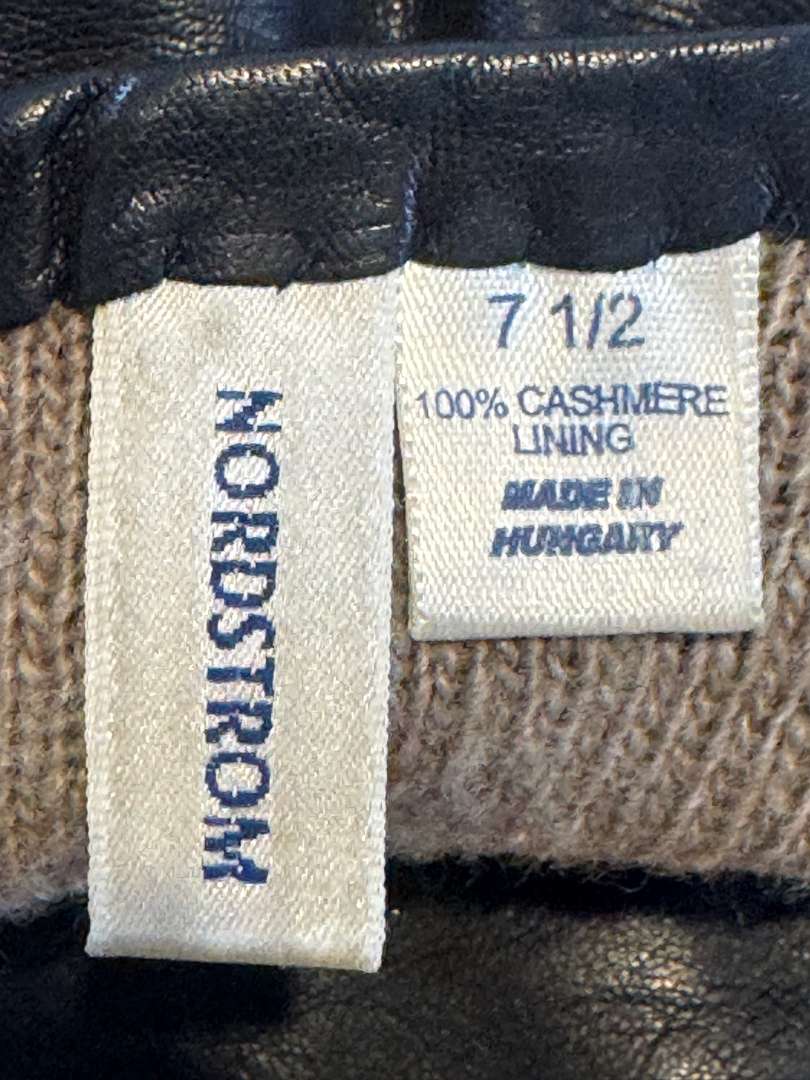 NORDSTROM
7 1/2
100% CASHMERE
LINING
MADE IN
HUNGARY